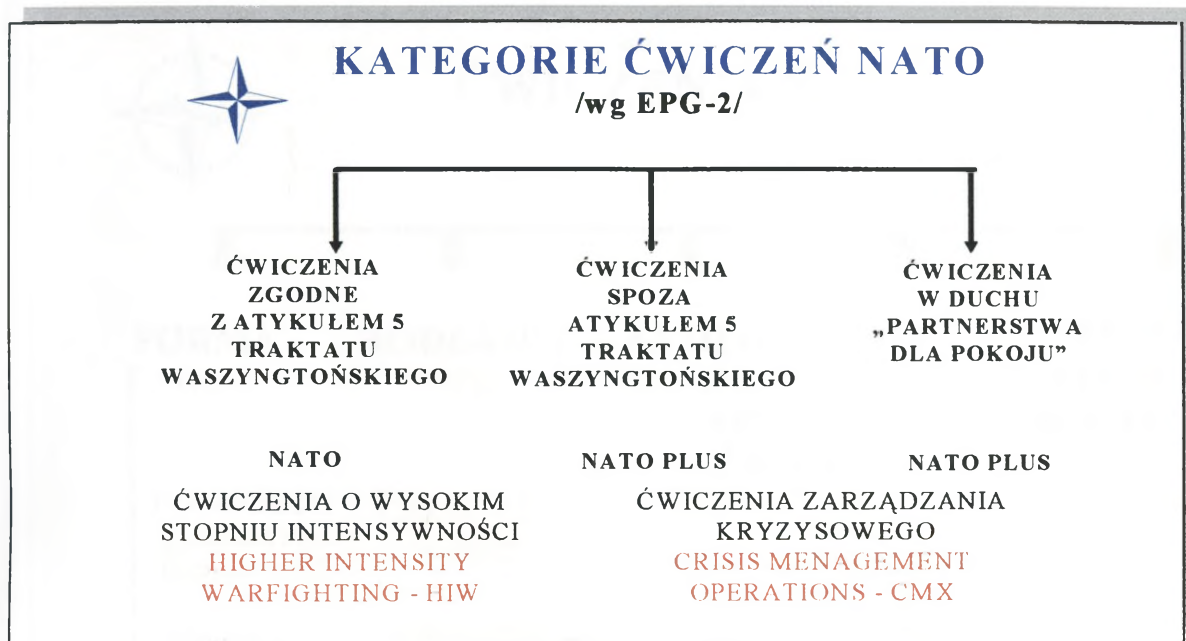 KATEGORIE ĆWICZEŃ NATO
/wg EPG-2/
ĆWICZENIA
ZGODNE
Z ATYKUŁEM 5
TRAKTATU
WASZYNGTOŃSKIEGO
ĆWICZENIA
SPOZA
ATYKUŁEM 5
TRAKTATU
WASZYNGTOŃSKIEGO
ĆWICZENIA
W DUCHU
„PARTNERSTWA
DLA POKOJU”
NATO
ĆWICZENIA O WYSOKIM
STOPNIU INTENSYWNOŚCI
HIGHER INTENSITY
WARFIGHTING - HIW
NATO PLUS NATO PLUS
ĆWICZENIA ZARZĄDZANIA
KRYZYSOWEGO
CRISIS MENAGEMENT
OPERATIONS - CMX